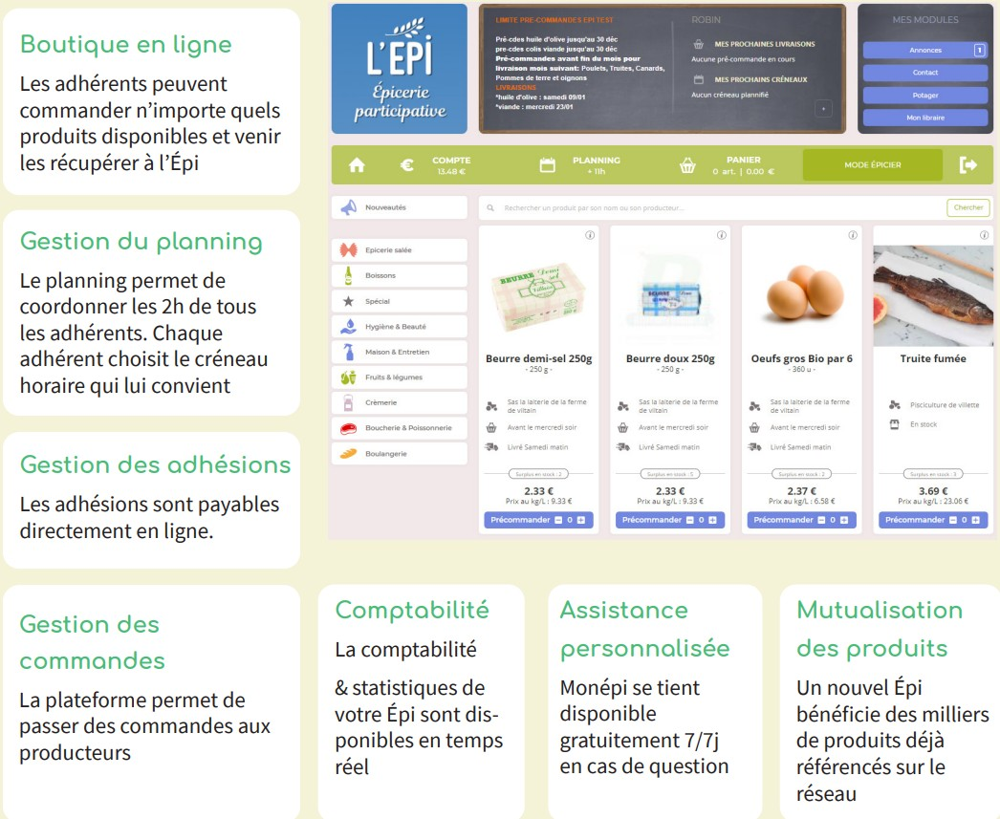 Boutique en ligne
Les adhérents peuvent
commander n'importe quels
produits disponibles et venir
les récupérer à l'Épi
Gestion du planning
Le planning permet de
coordonner les 2h de tous
les adhérents. Chaque
adhérent choisit le créneau
horaire qui lui convient
Gestion des adhésions
Les adhésions sont payables
directement en ligne.
L'EPİ
Épicerie
participative
LIMITE PRE-COMMANDES EPI TEST
Pré-cdes huile d'olive jusqu'au 30 déc
pre-cdes colis viande jusqu'au 30 déc
Pré-commandes avant fin du mois pour
livraison mois suivant: Poulets, Truites, Canards,
Pommes de terre et oignons
LIVRAISONS
*huile d'olive : samedi 09/01
*viande : mercredi 23/01
ROBIN
MES PROCHAINES LIVRAISONS
Aucune pré-commande en cours
MES PROCHAINS CRÉNEAUX
Aucun créneau plannifié
+
MES MODULES
Annonces 1
Contact
Potager
Mon libraire
COMPTE
13.48 €
PLANNING
+ 11h
PANIER
0 art. | 0.00 €
MODE ÉPICIER
Nouveautés
Epicerie salée
Boissons
Spécial
Hygiène & Beauté
Maison & Entretien
Fruits & légumes
Crèmerie
Boucherie & Poissonnerie
Boulangerie
Rechercher un produit par son nom ou son producteur...
Chercher
BEURRE Demi-sel
Beurre demi-sel 250g
- 250 g -
Sas la laiterie de la ferme
de viltain
Avant le mercredi soir
Livré Samedi matin
Surplus en stock : 2
2.33 €
Prix au kg/L : 9.33 €
Précommander - 0 +
BEURRE
Beurre doux 250g
- 250 g -
Sas la laiterie de la ferme
de viltain
Avant le mercredi soir
Livré Samedi matin
Surplus en stock : 5
2.33 €
Prix au kg/L : 9.33 €
Précommander - 0 +
Oeufs gros Bio par 6
- 360 u -
Sas la laiterie de la ferme
de viltain
Avant le mercredi soir
Livré Samedi matin
Surplus en stock : 2
2.37 €
Prix au kg/L : 6.58 €
Précommander - 0 +
Truite fumée
Pisciculture de villette
En stock
Surplus en stock : 3
3.69 €
Prix au kg/L : 23.06 €
Précommander - 0 +
Gestion des
commandes
La plateforme permet de
passer des commandes aux
producteurs
Comptabilité
La comptabilité
& statistiques de
votre Épi sont dis-
ponibles en temps
réel
Assistance
personnalisée
Monépi se tient
disponible
gratuitement 7/7j
en cas de question
Mutualisation
des produits
Un nouvel Épi
bénéficie des milliers
de produits déjà
référencés sur le
réseau